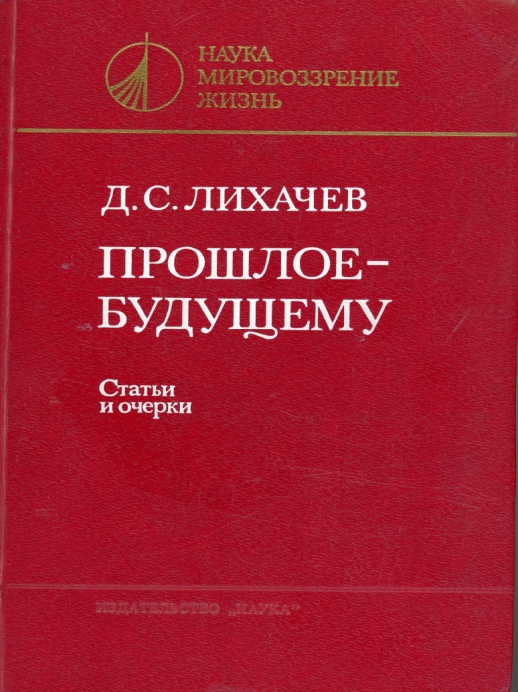 НАУКА
МИРОВОЗЗРЕНИЕ
ЖИЗНЬ
Д. С. ЛИХАЧЕВ
ПРОШЛОЕ–
БУДУЩЕМУ
Статьи
и очерки
ИЗДАТЕЛЬСТВО „НАУКА"